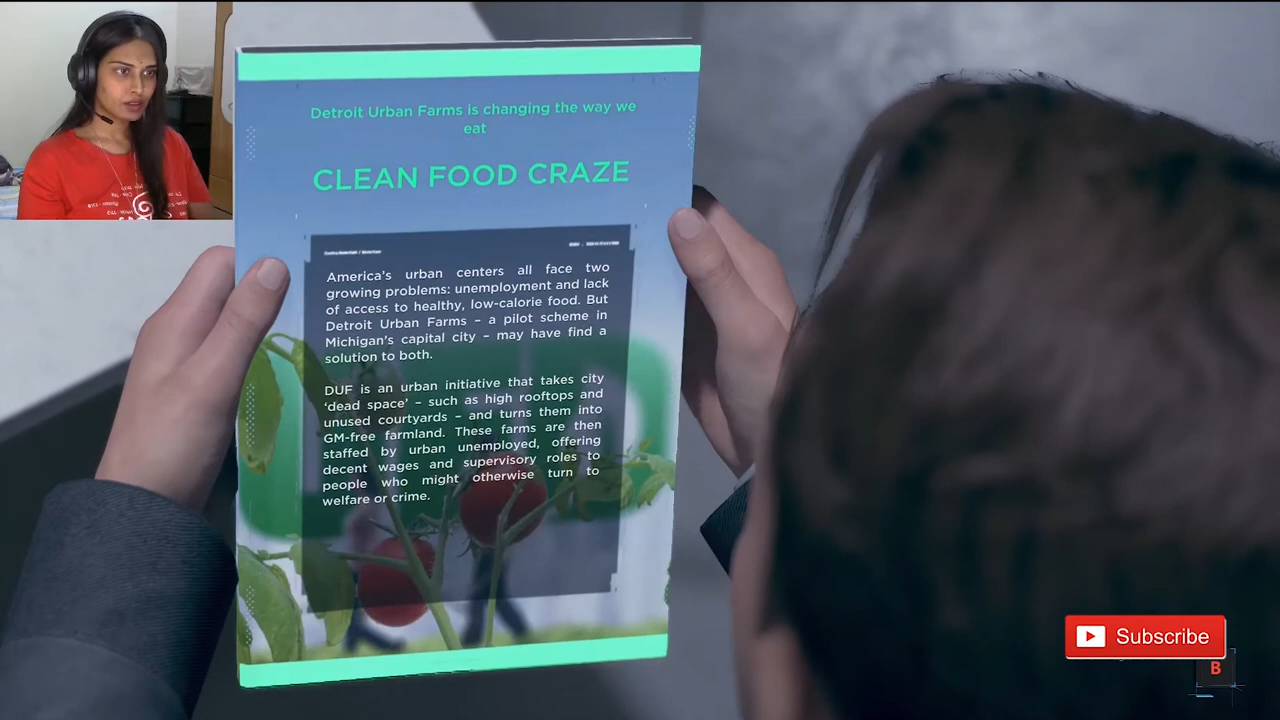 Detroit Urban Farms is changing the way we
eat
CLEAN FOOD CRAZE
America's urban centers all face two
growing problems: unemployment and lack
of access to healthy, low-calorie food. But
Detroit Urban Farms – a pilot scheme in
Michigan's capital city – may have find a
solution to both.
DUF is an urban initiative that takes city
'dead space' – such as high rooftops and
unused courtyards – and turns them into
GM-free farmland. These farms are then
staffed by urban unemployed, offering
decent wages and supervisory roles to
people who might otherwise turn to
welfare or crime.
Subscribe
B